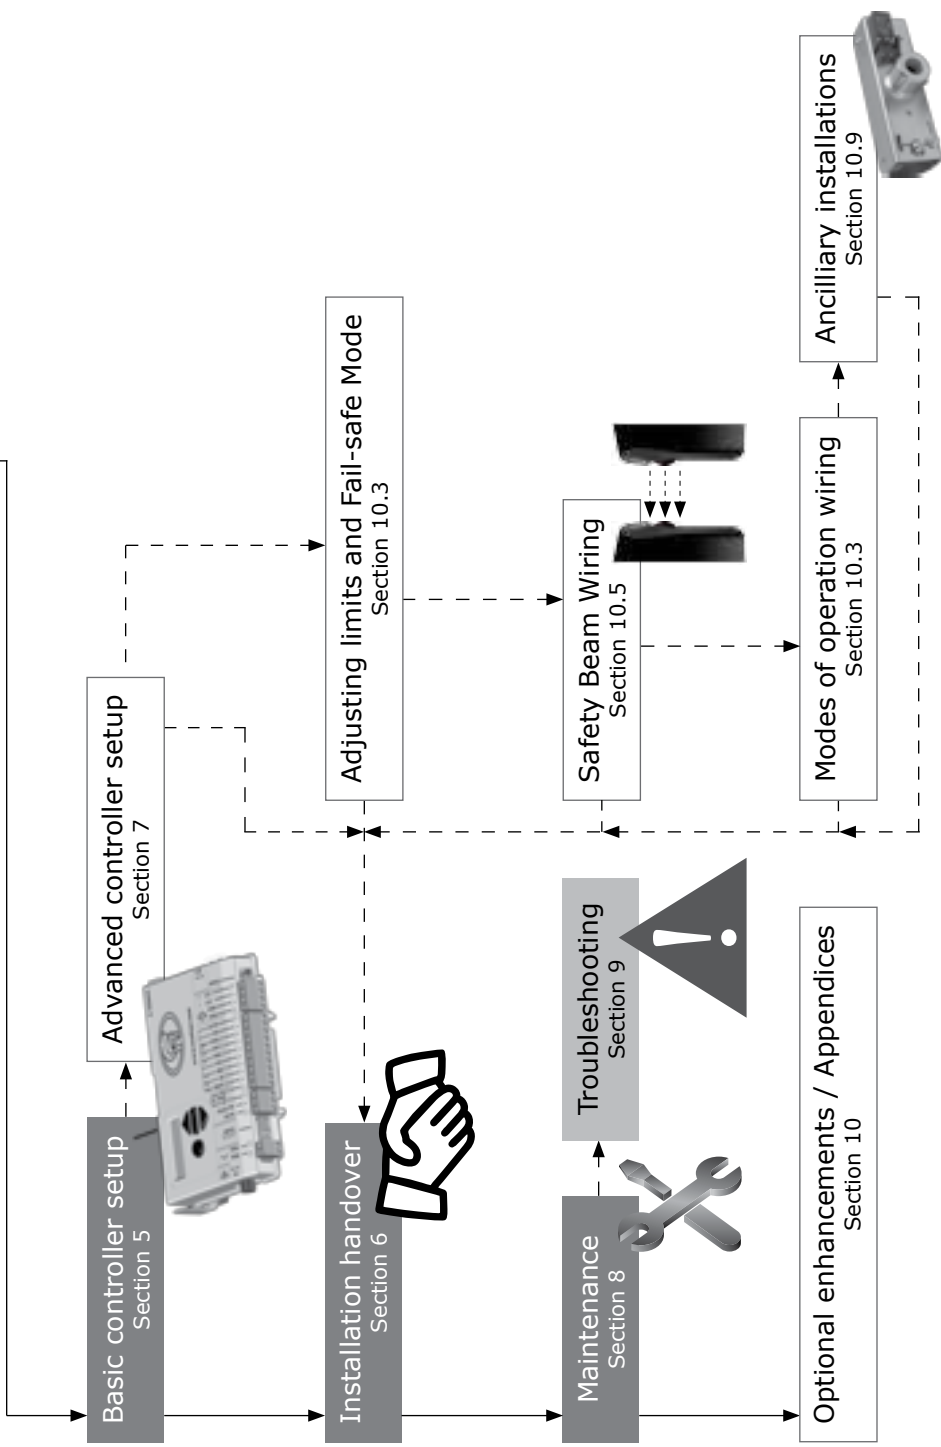 Basic controller setup
Section 5
Advanced controller setup
Section 7
Installation handover
Section 6
Adjusting limits and Fail-safe Mode
Section 10.3
Maintenance
Section 8
Troubleshooting
Section 9
Safety Beam Wiring
Section 10.5
Optional enhancements / Appendices
Section 10
Modes of operation wiring
Section 10.3
Ancilliary installations
Section 10.9